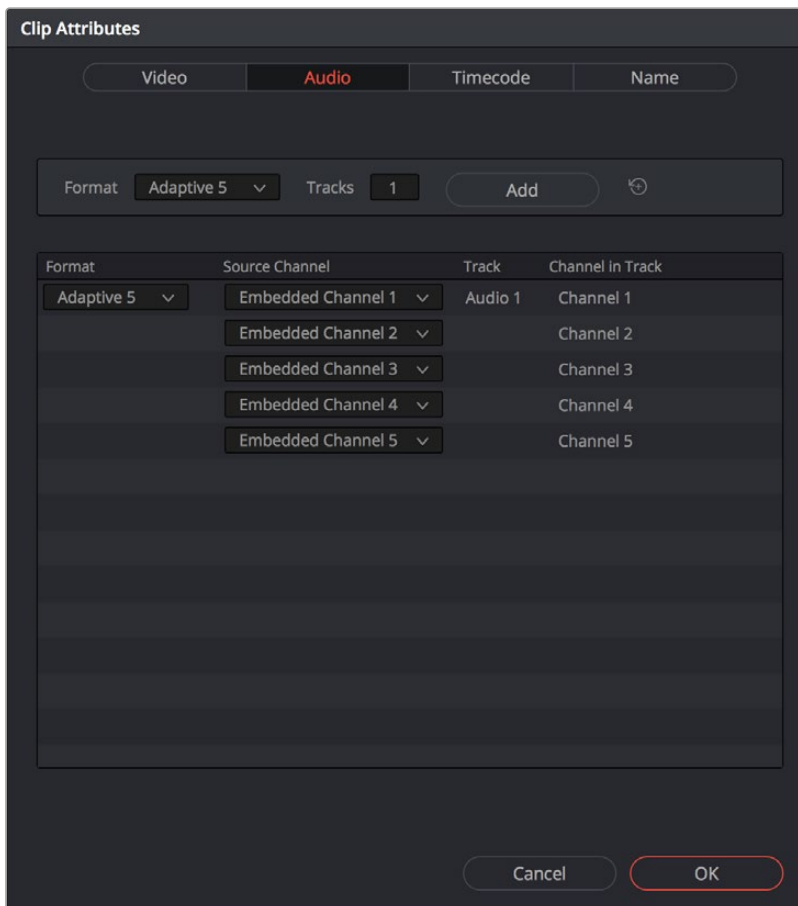 Clip Attributes
Video Audio Timecode Name
Format Adaptive 5 Tracks 1 Add
Format Source Channel Track Channel in Track
Adaptive 5 Embedded Channel 1 Audio 1 Channel 1
Embedded Channel 2 Channel 2
Embedded Channel 3 Channel 3
Embedded Channel 4 Channel 4
Embedded Channel 5 Channel 5
Cancel OK